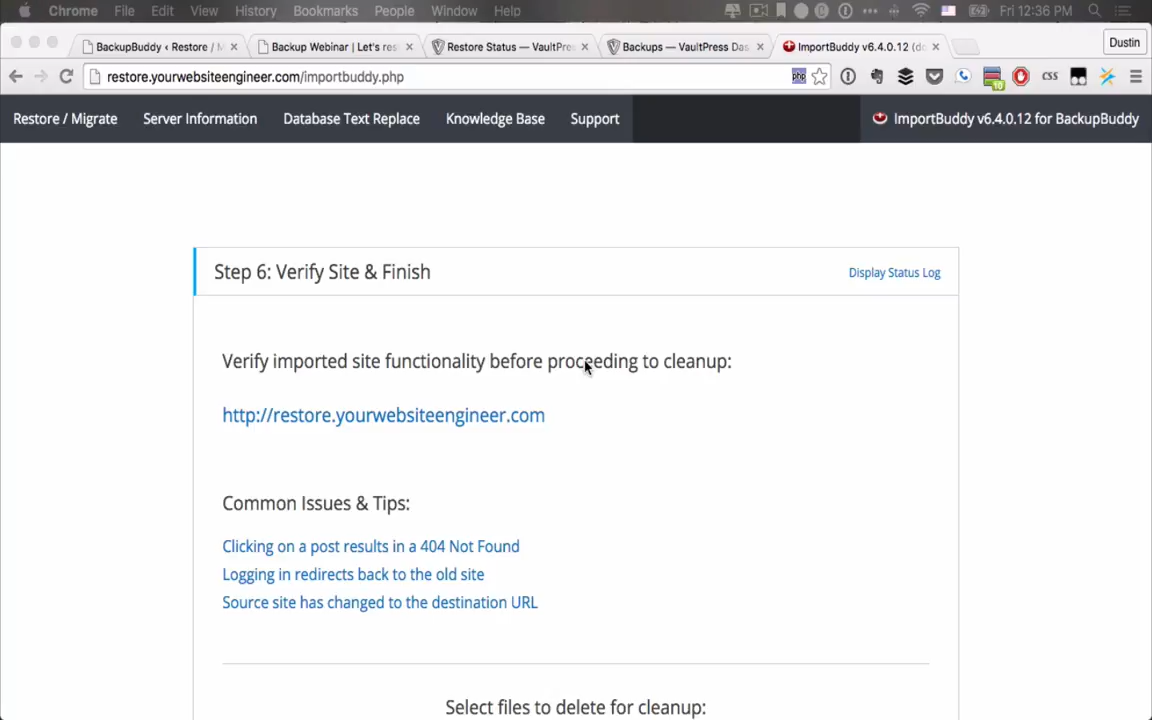 Chrome File Edit View History Bookmarks People Window Help Fri 12:36 PM
BackupBuddy ‹ Restore / M
Backup Webinar | Let's res
Restore Status — VaultPre
Backups — VaultPress Das
ImportBuddy v6.4.0.12 (dc
Dustin
restore.yourwebsiteengineer.com/importbuddy.php
php
CSS
10
Restore / Migrate Server Information Database Text Replace Knowledge Base Support ImportBuddy v6.4.0.12 for BackupBuddy
Step 6: Verify Site & Finish
Display Status Log
Verify imported site functionality before proceeding to cleanup:
http://restore.yourwebsiteengineer.com
Common Issues & Tips:
Clicking on a post results in a 404 Not Found
Logging in redirects back to the old site
Source site has changed to the destination URL
Select files to delete for cleanup: